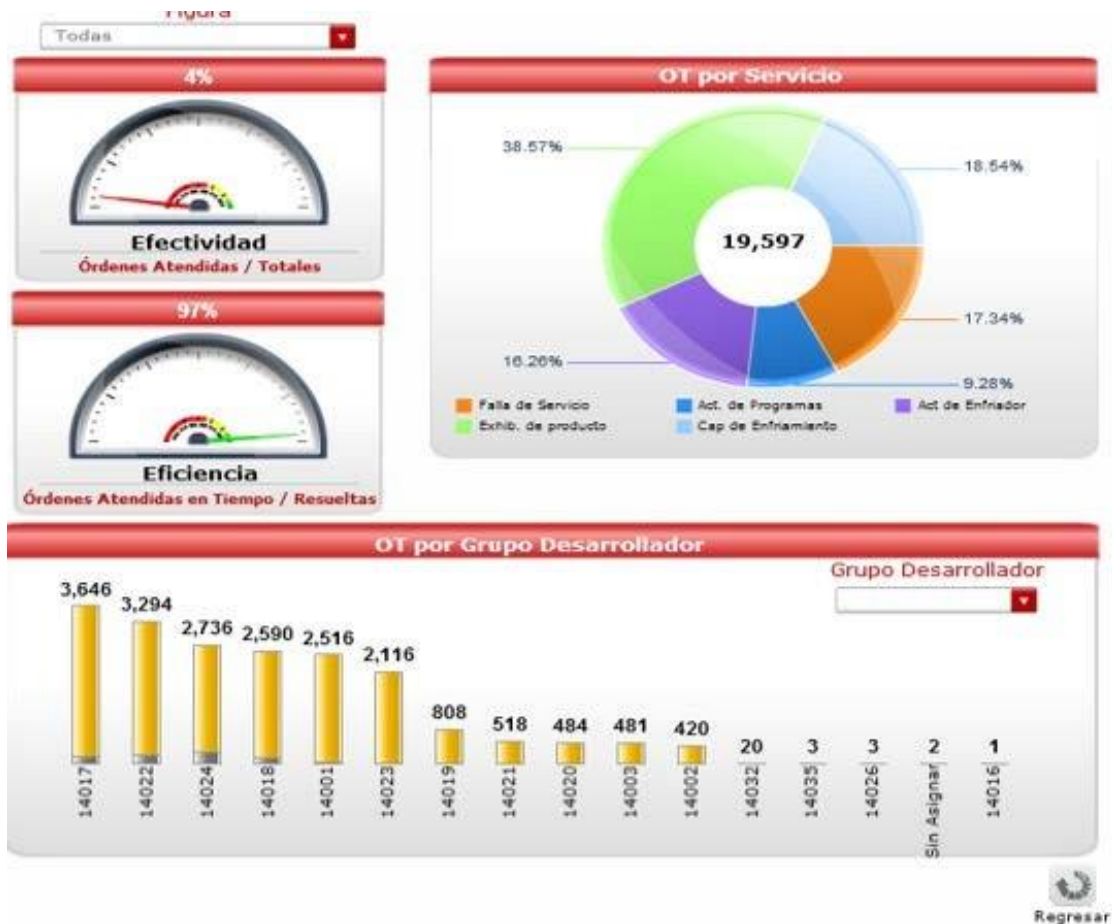 Figura
Todas
4%
Efectividad
Órdenes Atendidas / Totales
97%
Eficiencia
Órdenes Atendidas en Tiempo / Resueltas
OT por Servicio
38.57%
18.54%
19,597
17.34%
16.26%
9.28%
Falla de Servicio
Act. de Programas
Act de Enfriador
Exhib. de producto
Cap de Enfriamiento
OT por Grupo Desarrollador
Grupo Desarrollador
3,646
3,294
2,736
2,590
2,516
2,116
808
518
484
481
420
20
3
3
2
1
14017
14022
14024
14018
14001
14023
14019
14021
14020
14003
14002
14032
14035
14026
Sin Asignar
14016
Regresar